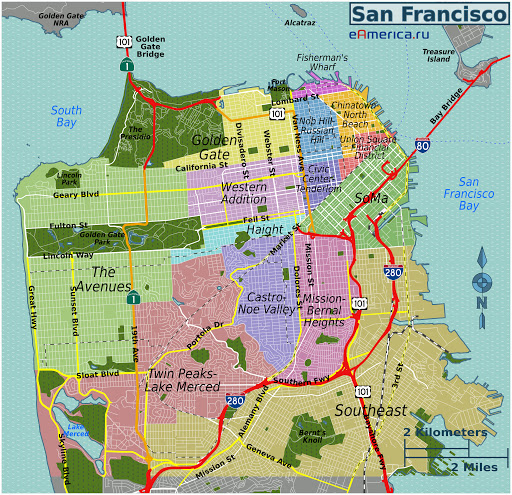 San Francisco
eAmerica.ru
Golden Gate
NRA
Alcatraz
101
Golden
Gate
Bridge
1
Treasure
Island
Fisherman's
Wharf
Fort
Mason
Lombard St
101
Bay Bridge
80
South
Bay
The
Presidio
Golden
Gate
Divisadero St
Webster St
Van Ness Ave
Nob Hill-
Russian
Hill
Chinatown
North
Beach
Union Square
Financial
District
California St
Lincoln
Park
Geary Blvd
Western
Addition
Civic
Center-
Tenderloin
SoMa
San
Francisco
Bay
Fulton St
Golden Gate
Park
Lincoln Way
Fell St
Haight
Market St
The
Avenues
1
Great Hwy
Sunset Blvd
19th Ave
Portola Dr
Castro-
Noe Valley
Dolores St
Mission St
Mission-
Bernal
Heights
280
N
101
Sloat Blvd
Twin Peaks-
Lake Merced
Southern Fwy
280
101
3rd St
Lake
Merced
Skyline Blvd
Alemany Blvd
Bernt's
Knoll
Southeast
Bayshore Fwy
Geneva Ave
Mission St
2 Kilometers
2 Miles